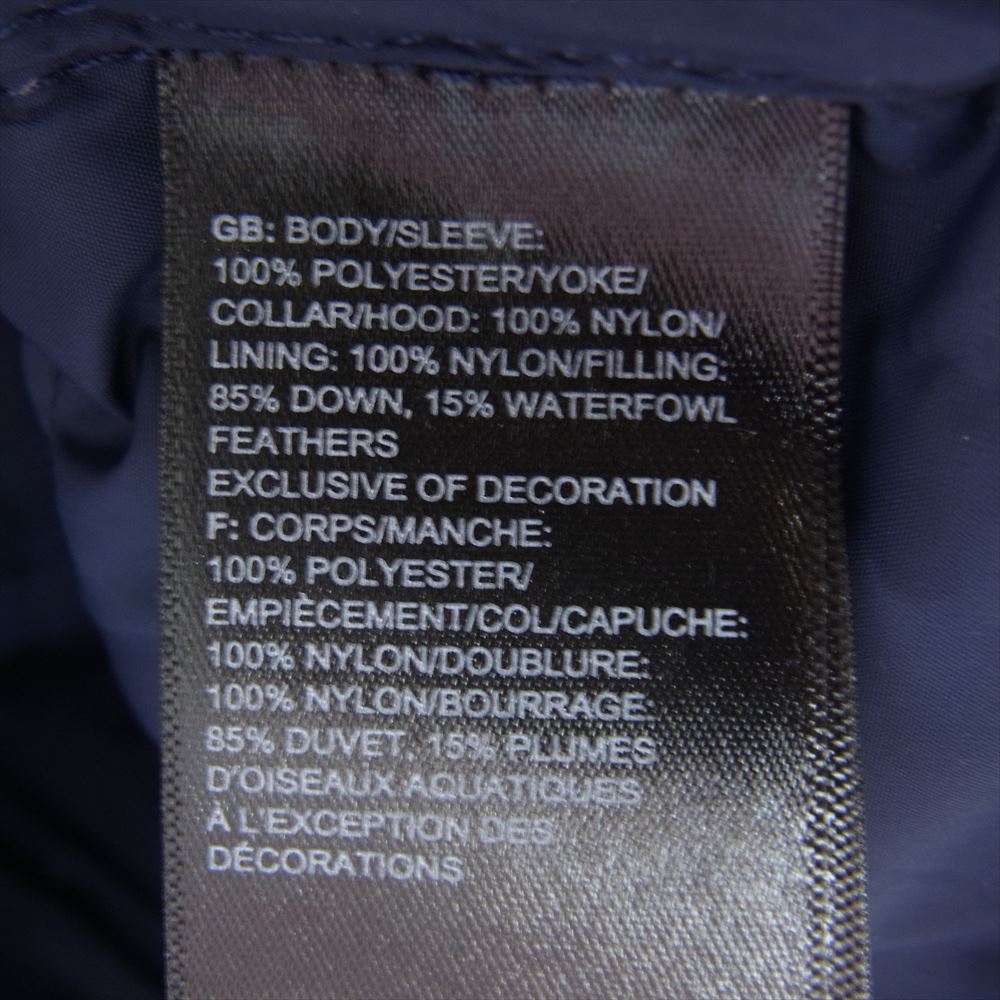 GB: BODY/SLEEVE:
100% POLYESTER/YOKE/
COLLAR/HOOD: 100% NYLON/
LINING: 100% NYLON/FILLING:
85% DOWN, 15% WATERFOWL
FEATHERS
EXCLUSIVE OF DECORATION
F: CORPS/MANCHE:
100% POLYESTER/
EMPIÈCEMENT/COL/CAPUCHE:
100% NYLON/DOUBLURE:
100% NYLON/BOURRAGE:
85% DUVET, 15% PLUMES
D'OISEAUX AQUATIQUES
À L'EXCEPTION DES
DÉCORATIONS